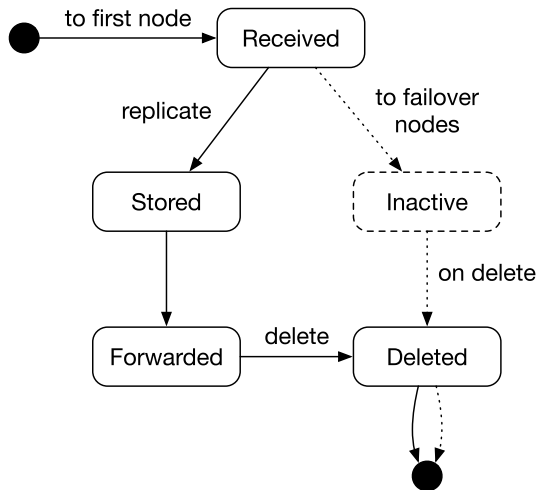 to first node
Received
replicate
to failover
nodes
Stored
Inactive
on delete
Forwarded
delete
Deleted